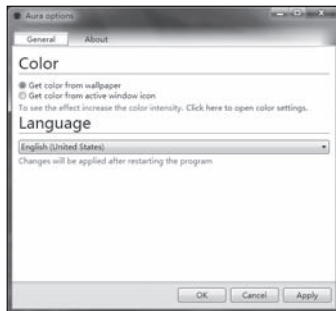 Aura options
General About
Color
Get color from wallpaper
Get color from active window icon
To see the effect increase the color intensity. Click here to open color settings.
Language
English (United States)
Changes will be applied after restarting the program
OK Cancel Apply